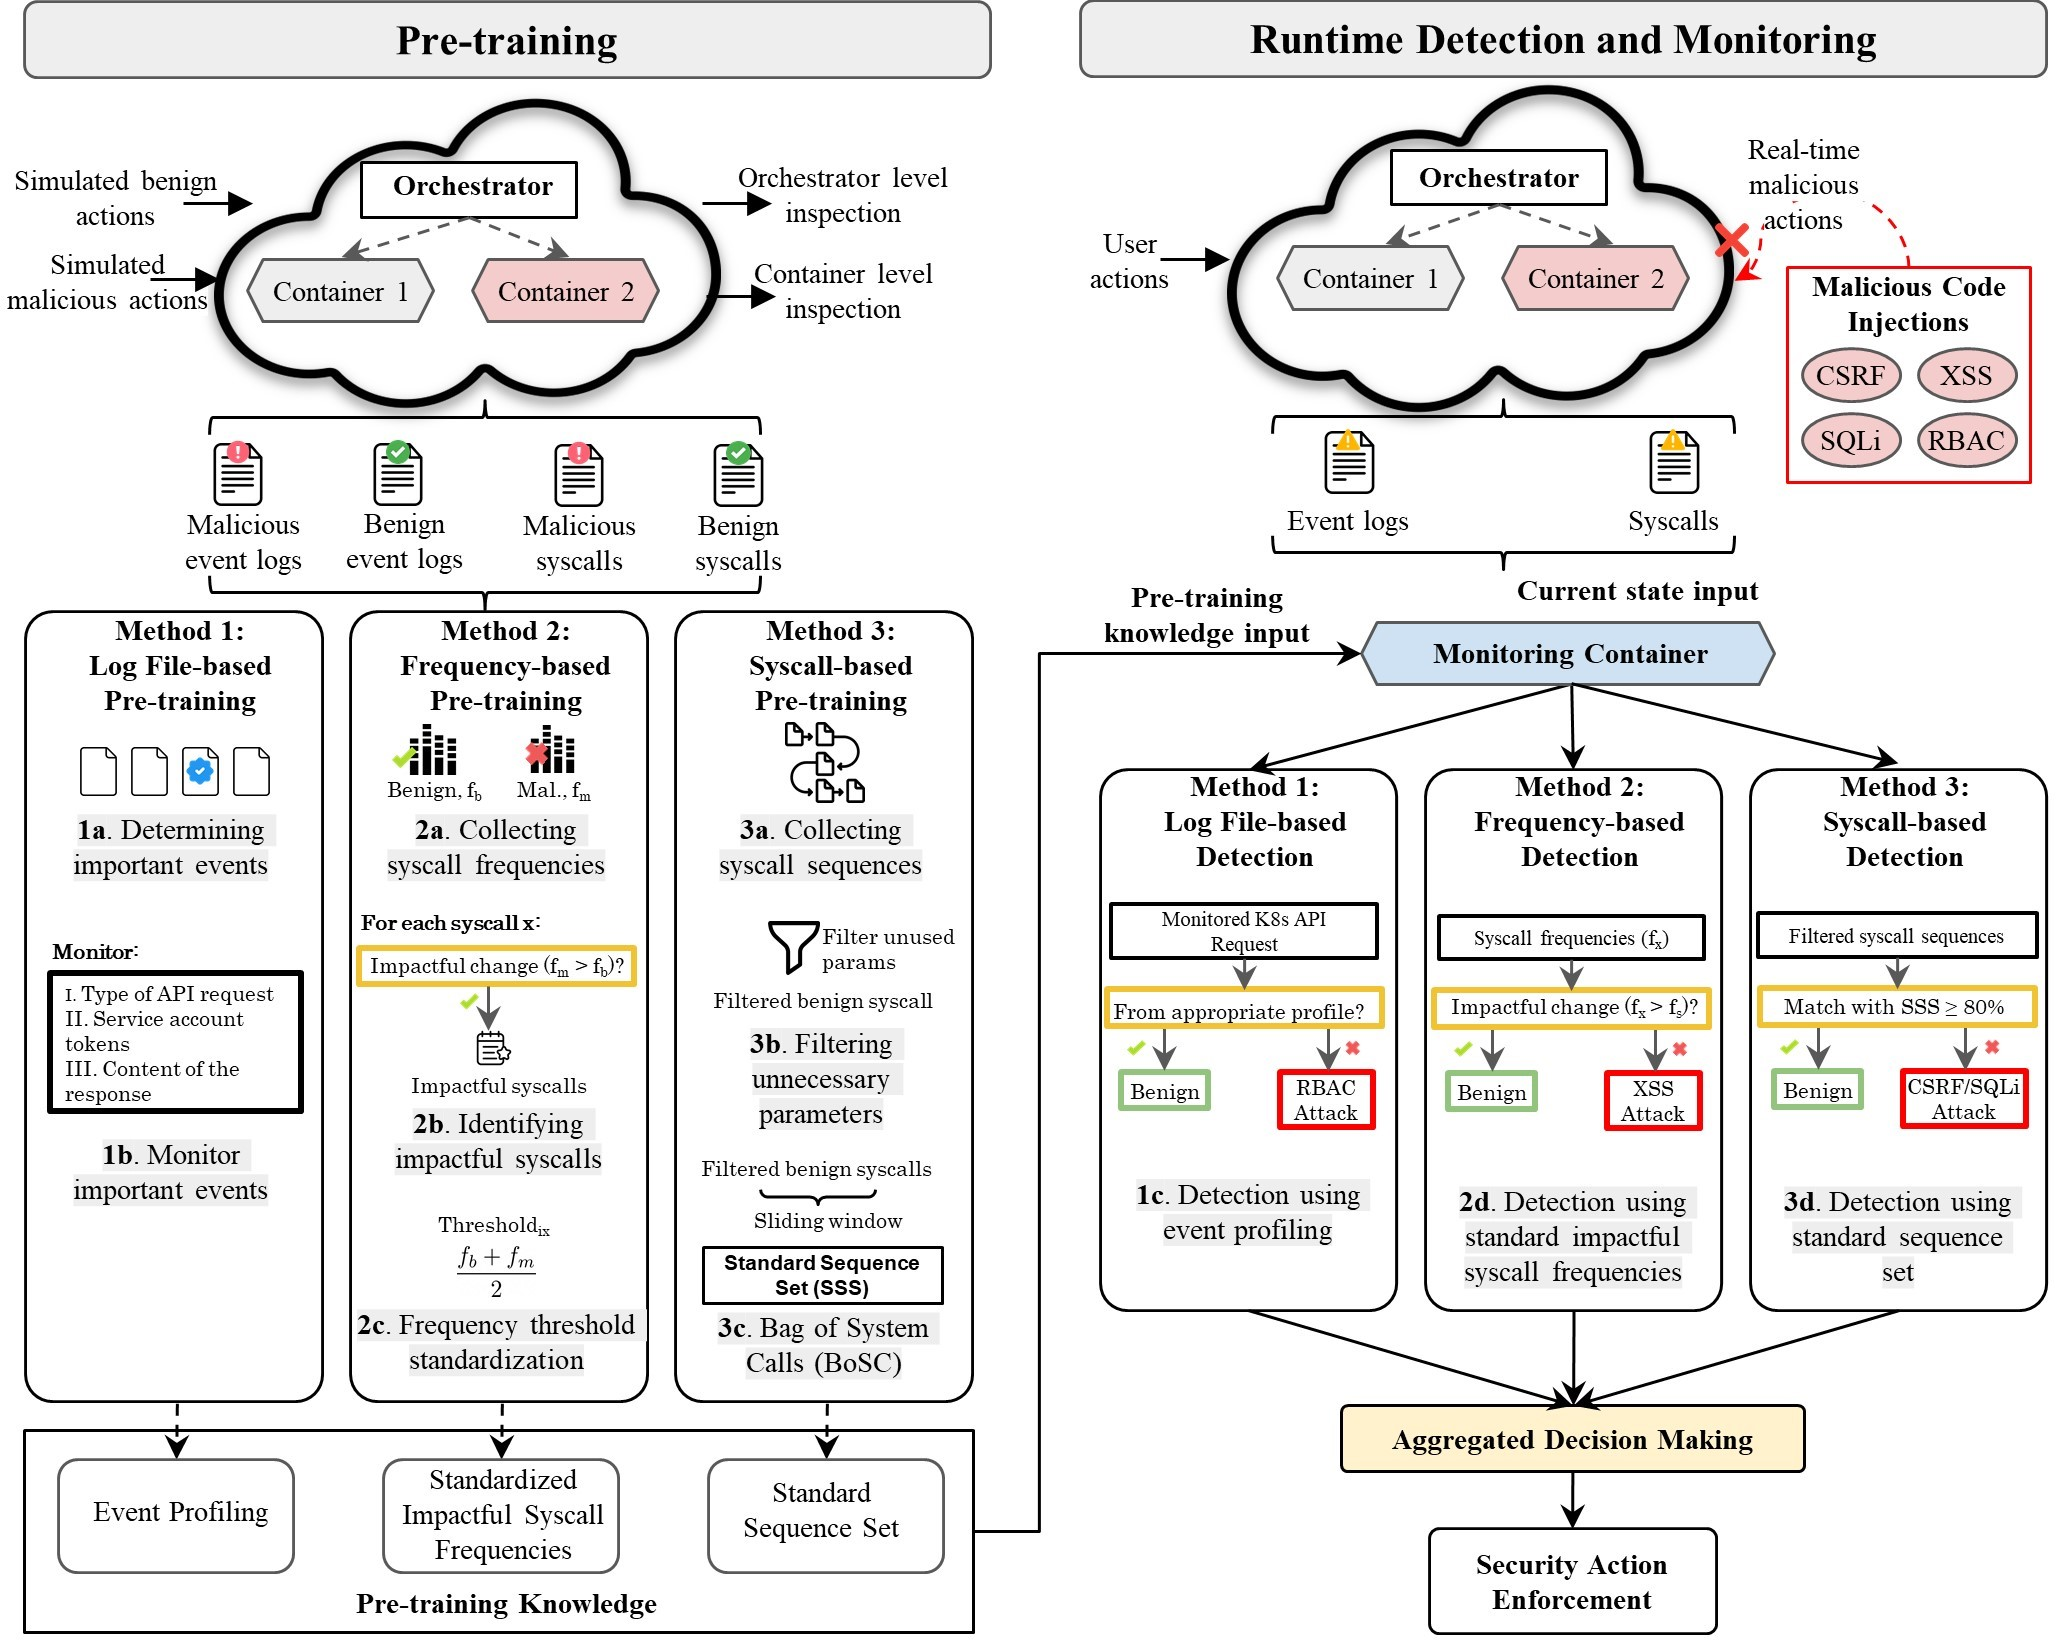 Pre-training
Simulated benign
actions
Simulated
malicious actions
Orchestrator
Container 1
Container 2
Orchestrator level
inspection
Container level
inspection
Malicious
event logs
Benign
event logs
Malicious
syscalls
Benign
syscalls
Method 1:
Log File-based
Pre-training
1a. Determining
important events
Monitor:
I. Type of API request
II. Service account
tokens
III. Content of the
response
1b. Monitor
important events
Method 2:
Frequency-based
Pre-training
Benign, fb
Mal., fm
2a. Collecting
syscall frequencies
For each syscall x:
Impactful change (fm > fb)?
Impactful syscalls
2b. Identifying
impactful syscalls
Thresholdix
fb + fm
2
2c. Frequency threshold
standardization
Method 3:
Syscall-based
Pre-training
3a. Collecting
syscall sequences
Filter unused
params
Filtered benign syscall
3b. Filtering
unnecessary
parameters
Filtered benign syscalls
Sliding window
Standard Sequence
Set (SSS)
3c. Bag of System
Calls (BoSC)
Event Profiling
Standardized
Impactful Syscall
Frequencies
Standard
Sequence Set
Pre-training Knowledge
Runtime Detection and Monitoring
User
actions
Orchestrator
Container 1
Container 2
Real-time
malicious
actions
Malicious Code
Injections
CSRF
XSS
SQLi
RBAC
Event logs
Syscalls
Current state input
Pre-training
knowledge input
Monitoring Container
Method 1:
Log File-based
Detection
Monitored K8s API
Request
From appropriate profile?
Benign
RBAC
Attack
1c. Detection using
event profiling
Method 2:
Frequency-based
Detection
Syscall frequencies (fx)
Impactful change (fx > fs)?
Benign
XSS
Attack
2d. Detection using
standard impactful
syscall frequencies
Method 3:
Syscall-based
Detection
Filtered syscall sequences
Match with SSS ≥ 80%
Benign
CSRF/SQLi
Attack
3d. Detection using
standard sequence
set
Aggregated Decision Making
Security Action
Enforcement